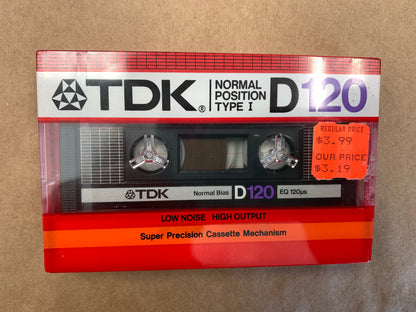 TDK®
NORMAL
POSITION
TYPE I
D120
REGULAR PRICE
$3.99
OUR PRICE
$3.19
TDK
Normal Bias
D120
EQ 120μs
LOW NOISE HIGH OUTPUT
Super Precision Cassette Mechanism